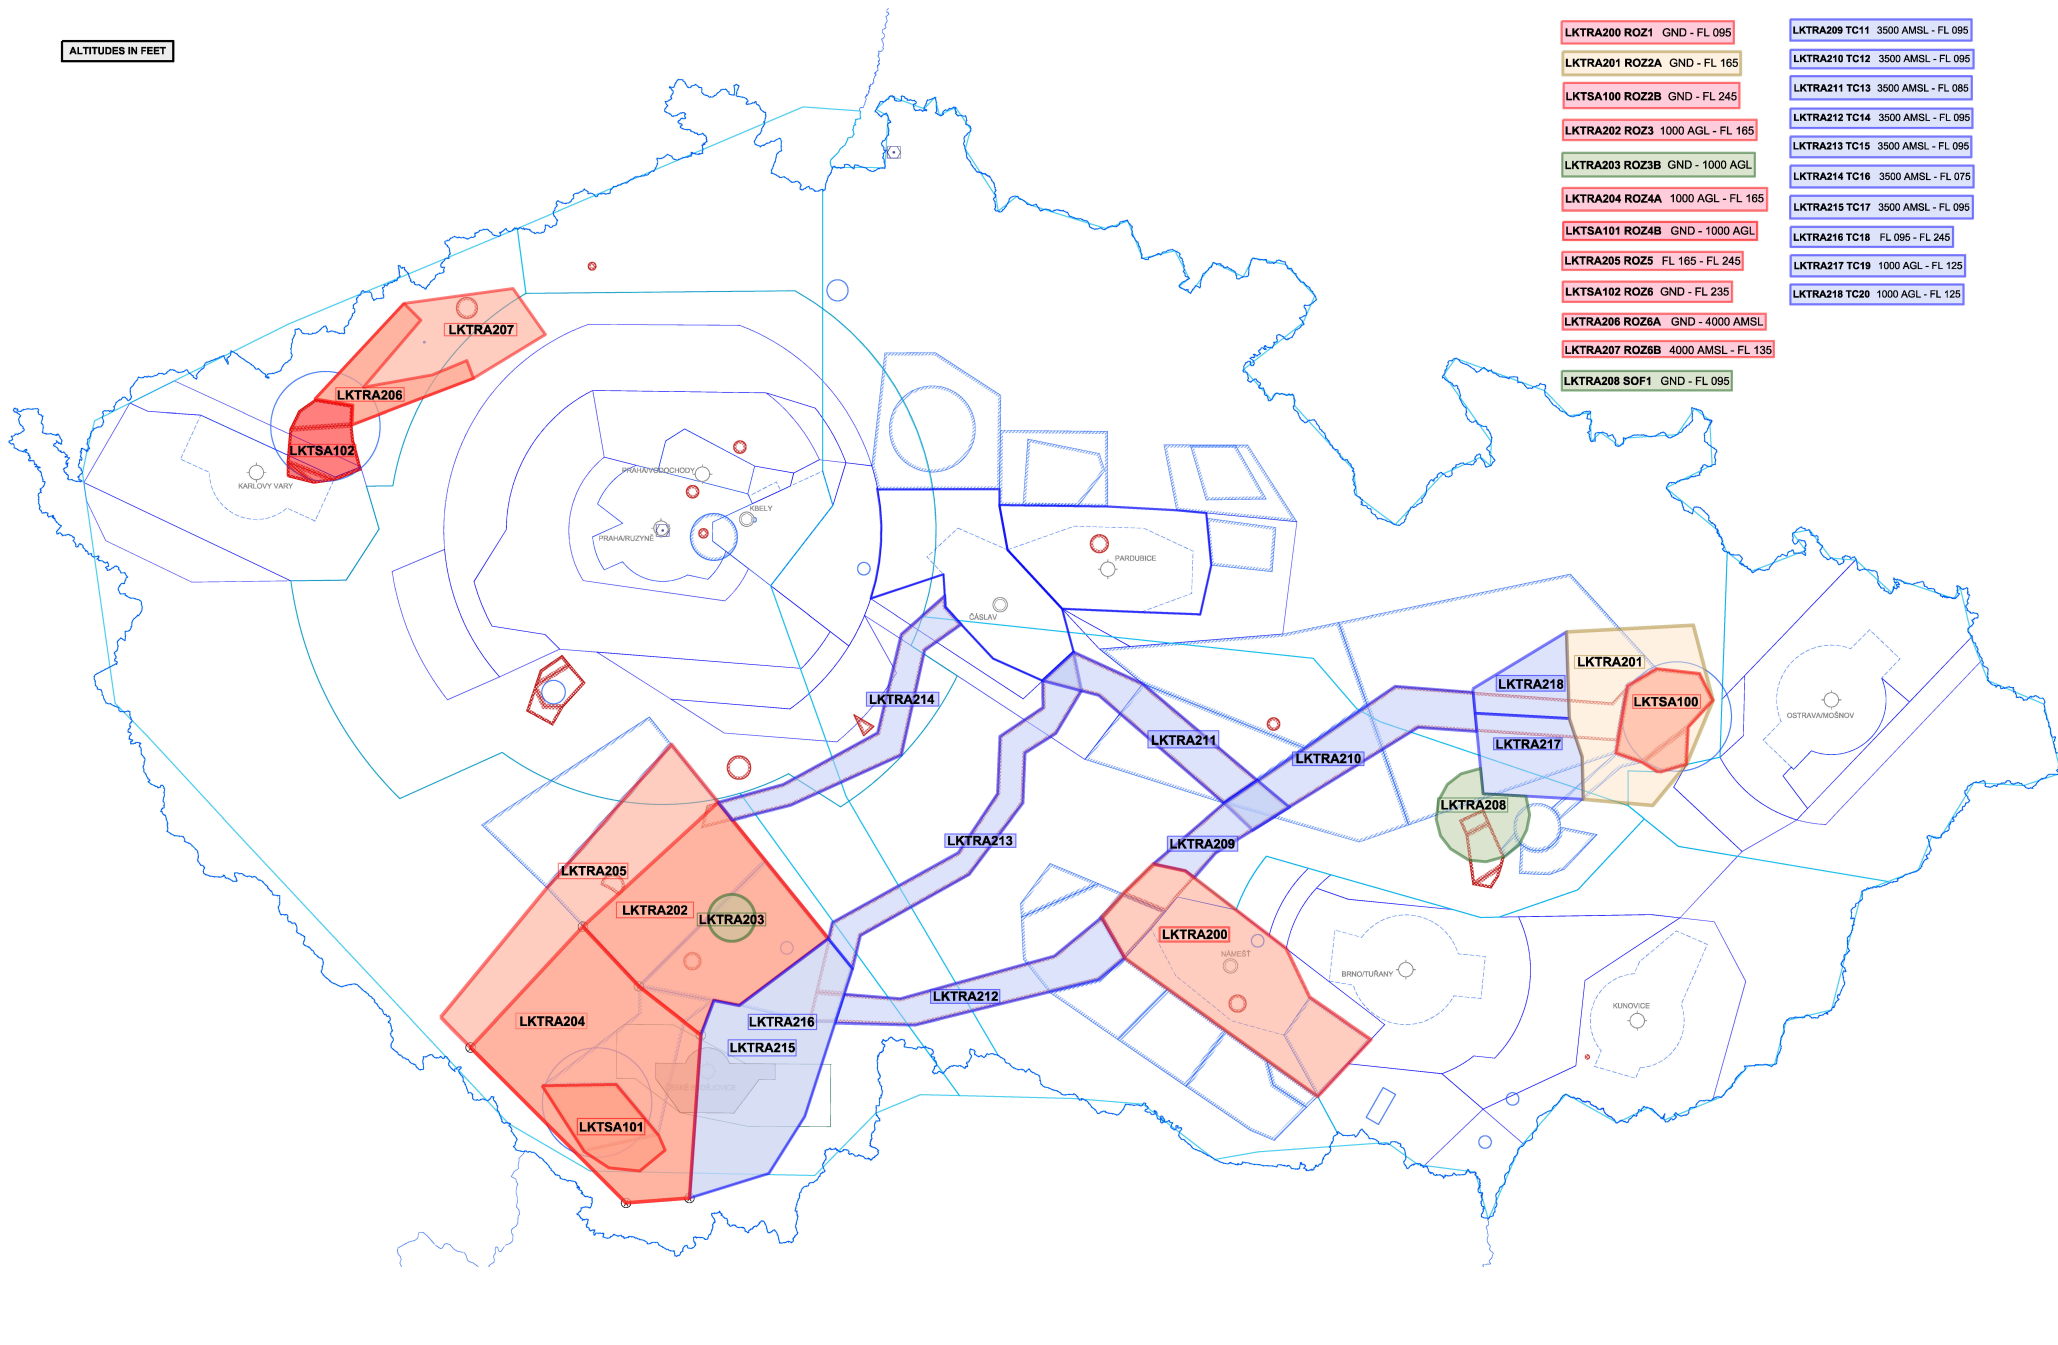 ALTITUDES IN FEET
LKTRA200 ROZ1 GND - FL 095
LKTRA201 ROZ2A GND - FL 165
LKTSA100 ROZ2B GND - FL 245
LKTRA202 ROZ3 1000 AGL - FL 165
LKTRA203 ROZ3B GND - 1000 AGL
LKTRA204 ROZ4A 1000 AGL - FL 165
LKTSA101 ROZ4B GND - 1000 AGL
LKTRA205 ROZ5 FL 165 - FL 245
LKTSA102 ROZ6 GND - FL 235
LKTRA206 ROZ6A GND - 4000 AMSL
LKTRA207 ROZ6B 4000 AMSL - FL 135
LKTRA208 SOF1 GND - FL 095
LKTRA209 TC11 3500 AMSL - FL 095
LKTRA210 TC12 3500 AMSL - FL 095
LKTRA211 TC13 3500 AMSL - FL 085
LKTRA212 TC14 3500 AMSL - FL 095
LKTRA213 TC15 3500 AMSL - FL 095
LKTRA214 TC16 3500 AMSL - FL 075
LKTRA215 TC17 3500 AMSL - FL 095
LKTRA216 TC18 FL 095 - FL 245
LKTRA217 TC19 1000 AGL - FL 125
LKTRA218 TC20 1000 AGL - FL 125
LKTRA207
LKTRA206
LKTSA102
KARLOVY VARY
PRAHA/VODOCHODY
KBELY
PRAHA/RUZYNĚ
PARDUBICE
ČÁSLAV
LKTRA201
LKTRA218
LKTSA100
LKTRA214
OSTRAVA/MOŠNOV
LKTRA211
LKTRA217
LKTRA210
LKTRA208
LKTRA213
LKTRA209
LKTRA205
LKTRA202
LKTRA203
LKTRA200
NÁMĚŠŤ
BRNO/TUŘANY
LKTRA212
KUNOVICE
LKTRA204
LKTRA216
LKTRA215
LKTSA101